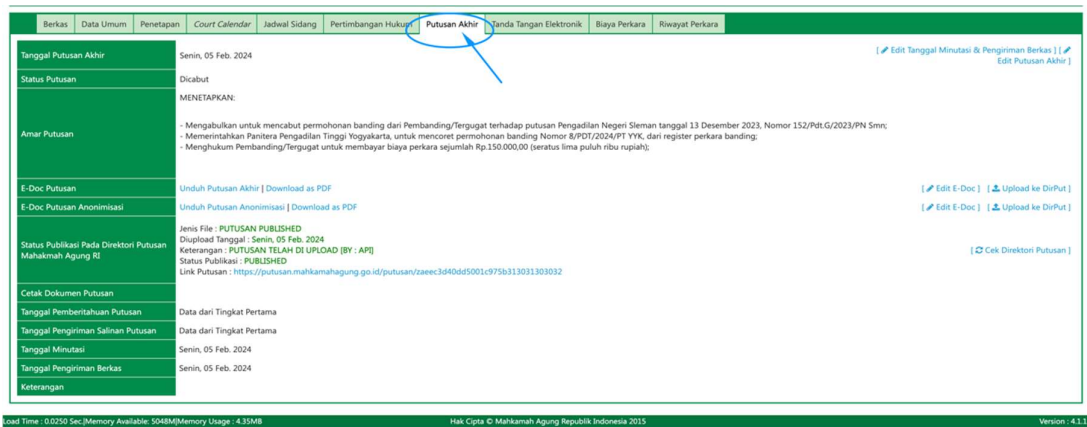 Berkas Data Umum Penetapan Court Calendar Jadwal Sidang Pertimbangan Hukum Putusan Akhir Tanda Tangan Elektronik Biaya Perkara Riwayat Perkara
Tanggal Putusan Akhir Senin, 05 Feb. 2024 [ Edit Tanggal Minutasi & Pengiriman Berkas ] [
Edit Putusan Akhir ]
Status Putusan Dicabut
MENETAPKAN:
Amar Putusan
- Mengabulkan untuk mencabut permohonan banding dari Pembanding/Tergugat terhadap putusan Pengadilan Negeri Sleman tanggal 13 Desember 2023, Nomor 152/Pdt.G/2023/PN Smn;
- Memerintahkan Panitera Pengadilan Tinggi Yogyakarta, untuk mencoret permohonan banding Nomor 8/PDT/2024/PT YYK, dari register perkara banding;
- Menghukum Pembanding/Tergugat untuk membayar biaya perkara sejumlah Rp.150.000,00 (seratus lima puluh ribu rupiah);
E-Doc Putusan Unduh Putusan Akhir | Download as PDF [ Edit E-Doc ] [ Upload ke DirPut ]
E-Doc Putusan Anonimisasi Unduh Putusan Anonimisasi | Download as PDF [ Edit E-Doc ] [ Upload ke DirPut ]
Status Publikasi Pada Direktori Putusan
Mahakmah Agung RI
Jenis File : PUTUSAN PUBLISHED
Diupload Tanggal : Senin, 05 Feb. 2024
Keterangan : PUTUSAN TELAH DI UPLOAD [BY : API]
Status Publikasi : PUBLISHED
Link Putusan : https://putusan.mahkamahagung.go.id/putusan/zaeec3d40dd5001c975b313031303032
[ Cek Direktori Putusan ]
Cetak Dokumen Putusan
Tanggal Pemberitahuan Putusan Data dari Tingkat Pertama
Tanggal Pengiriman Salinan Putusan Data dari Tingkat Pertama
Tanggal Minutasi Senin, 05 Feb. 2024
Tanggal Pengiriman Berkas Senin, 05 Feb. 2024
Keterangan
Load Time : 0.0250 Sec.|Memory Available: 5048M|Memory Usage : 4.35MB Hak Cipta © Mahkamah Agung Republik Indonesia 2015 Version : 4.1.1